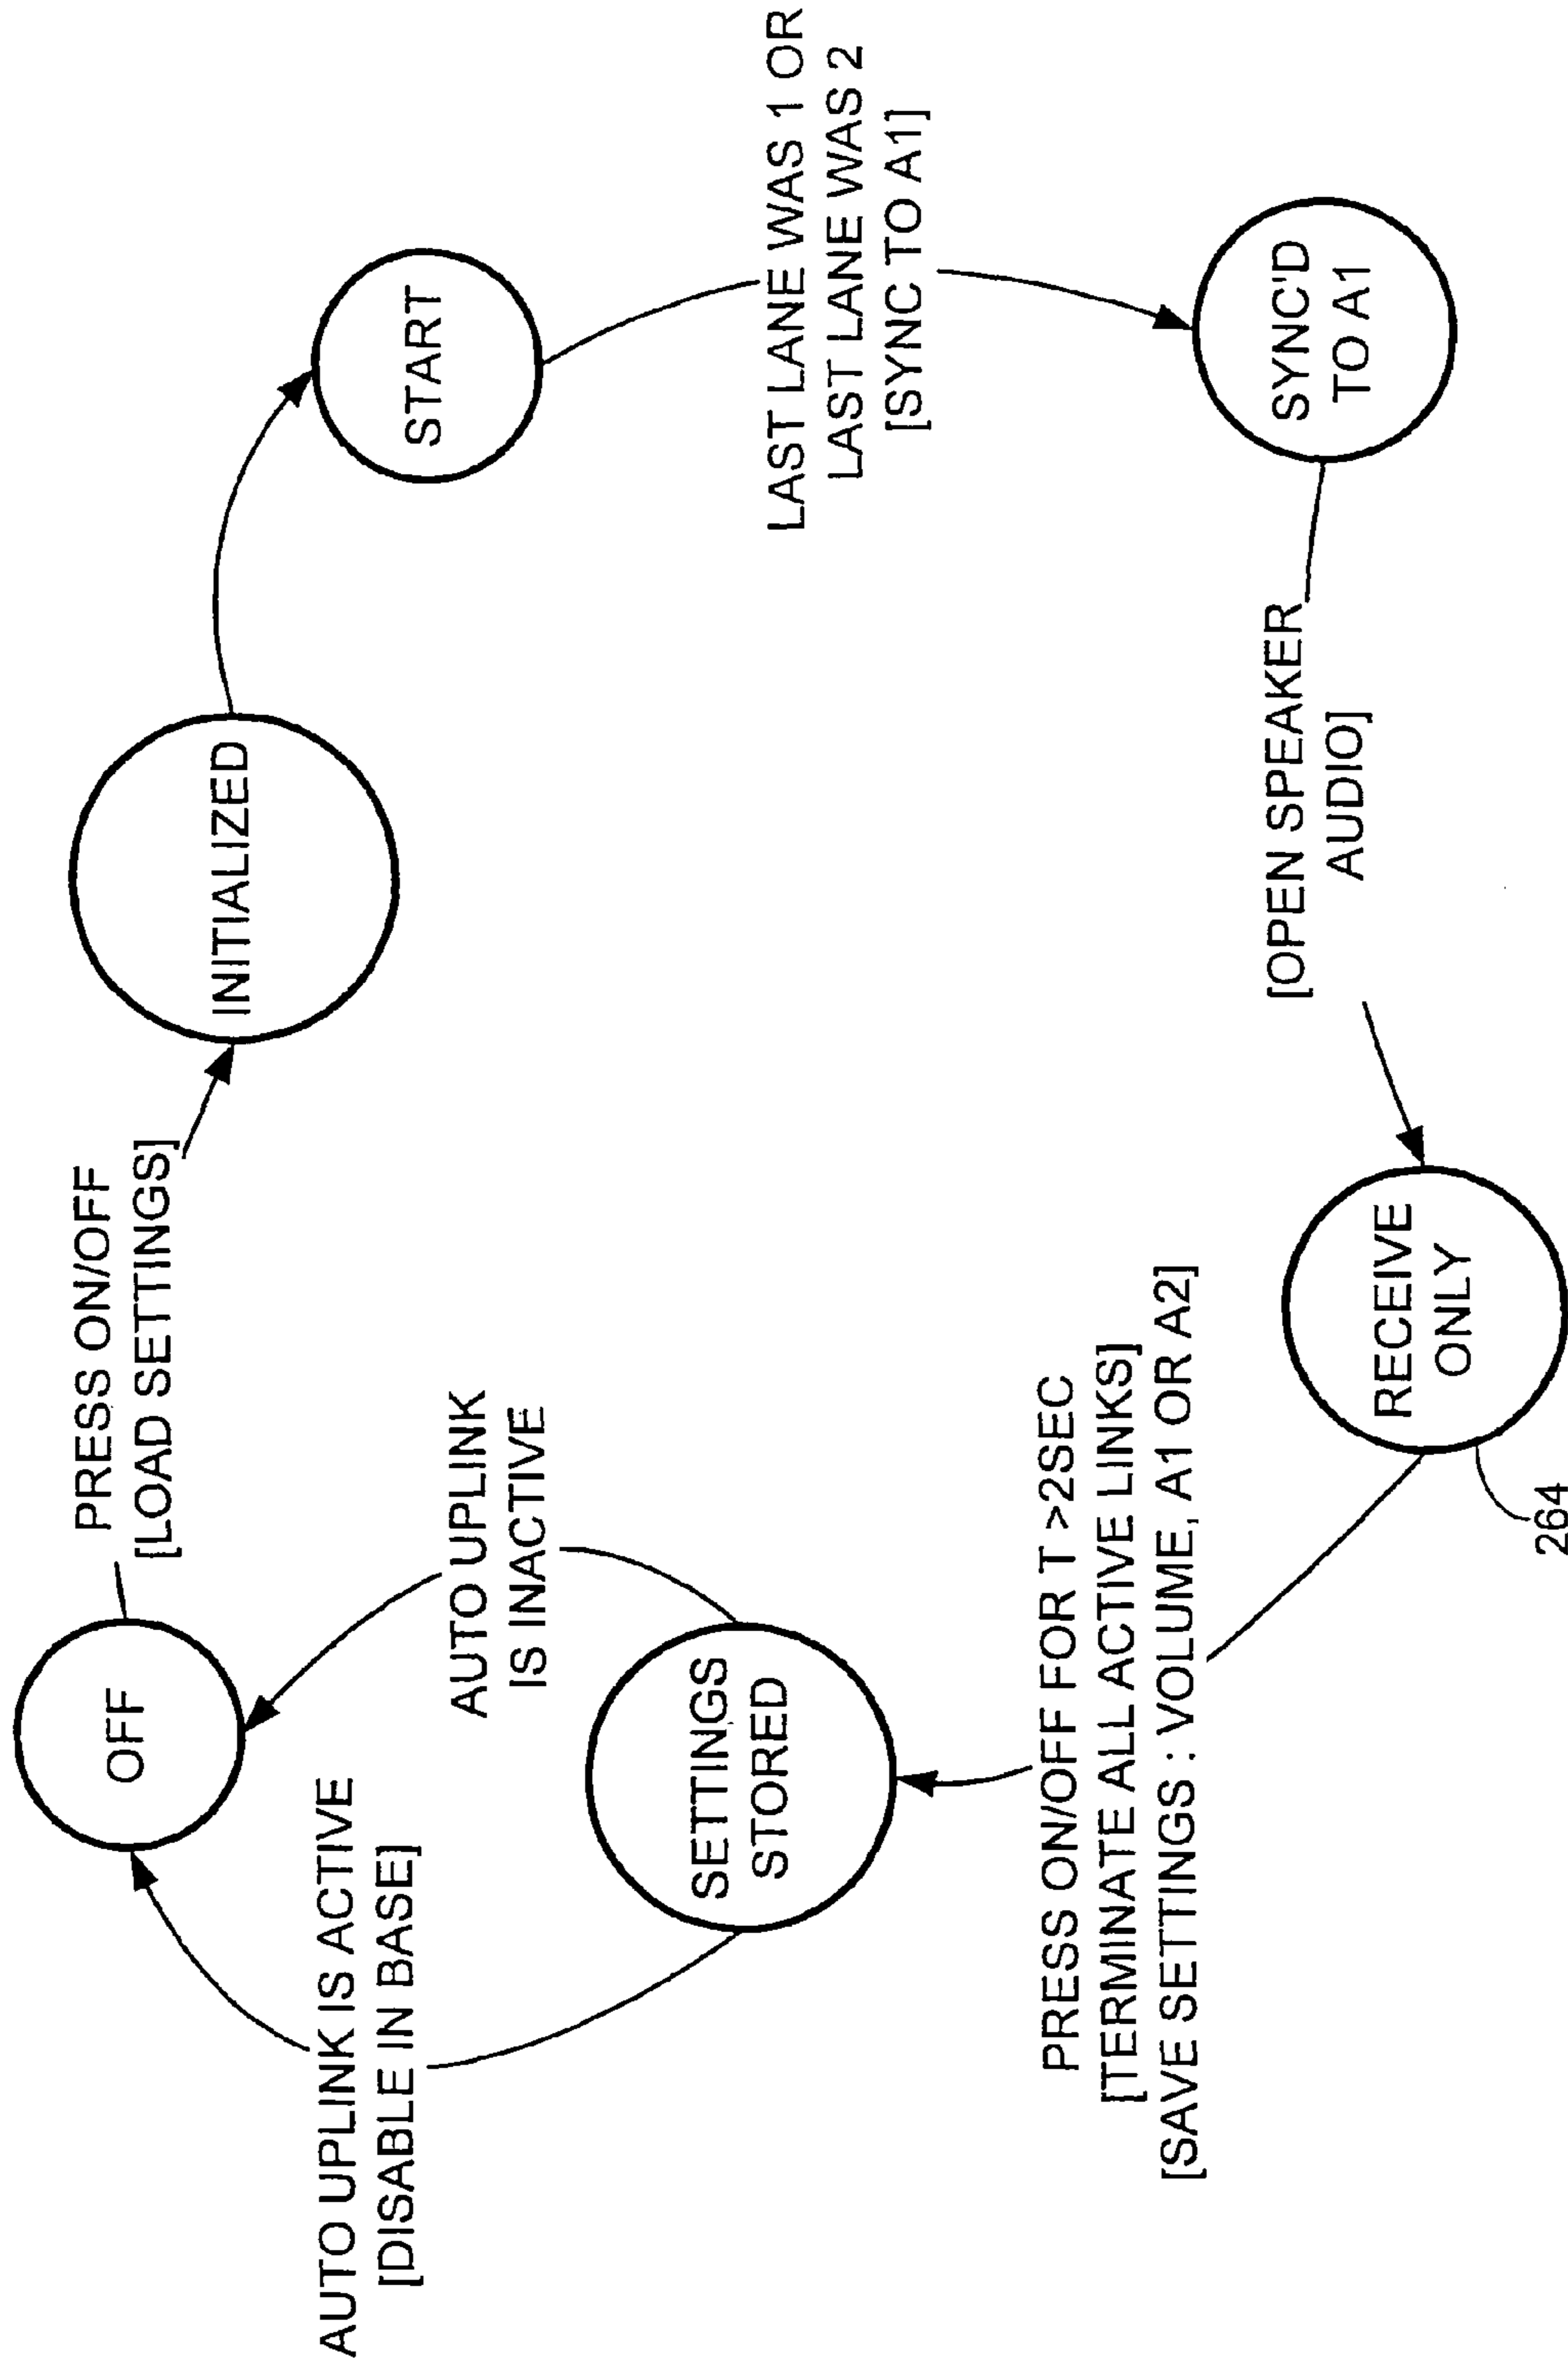 AUTO UPLINK IS ACTIVE
[DISABLE IN BASE]
OFF
PRESS ON/OFF
[LOAD SETTINGS]
INITIALIZED
START
AUTO UPLINK
IS INACTIVE
SETTINGS
STORED
LAST LANE WAS 1 OR
LAST LANE WAS 2
[SYNC TO A1]
PRESS ON/OFF FOR T >2SEC
[TERMINATE ALL ACTIVE LINKS]
[SAVE SETTINGS : VOLUME, A1 OR A2]
RECEIVE
ONLY
264
[OPEN SPEAKER
AUDIO]
SYNC'D
TO A1